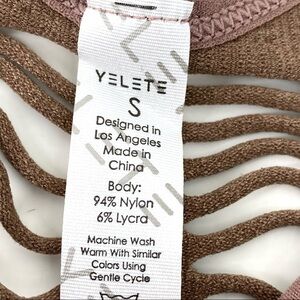 YELETE
S
Designed in
Los Angeles
Made in
China
Body:
94% Nylon
6% Lycra
Machine Wash
Warm With Similar
Colors Using
Gentle Cycle